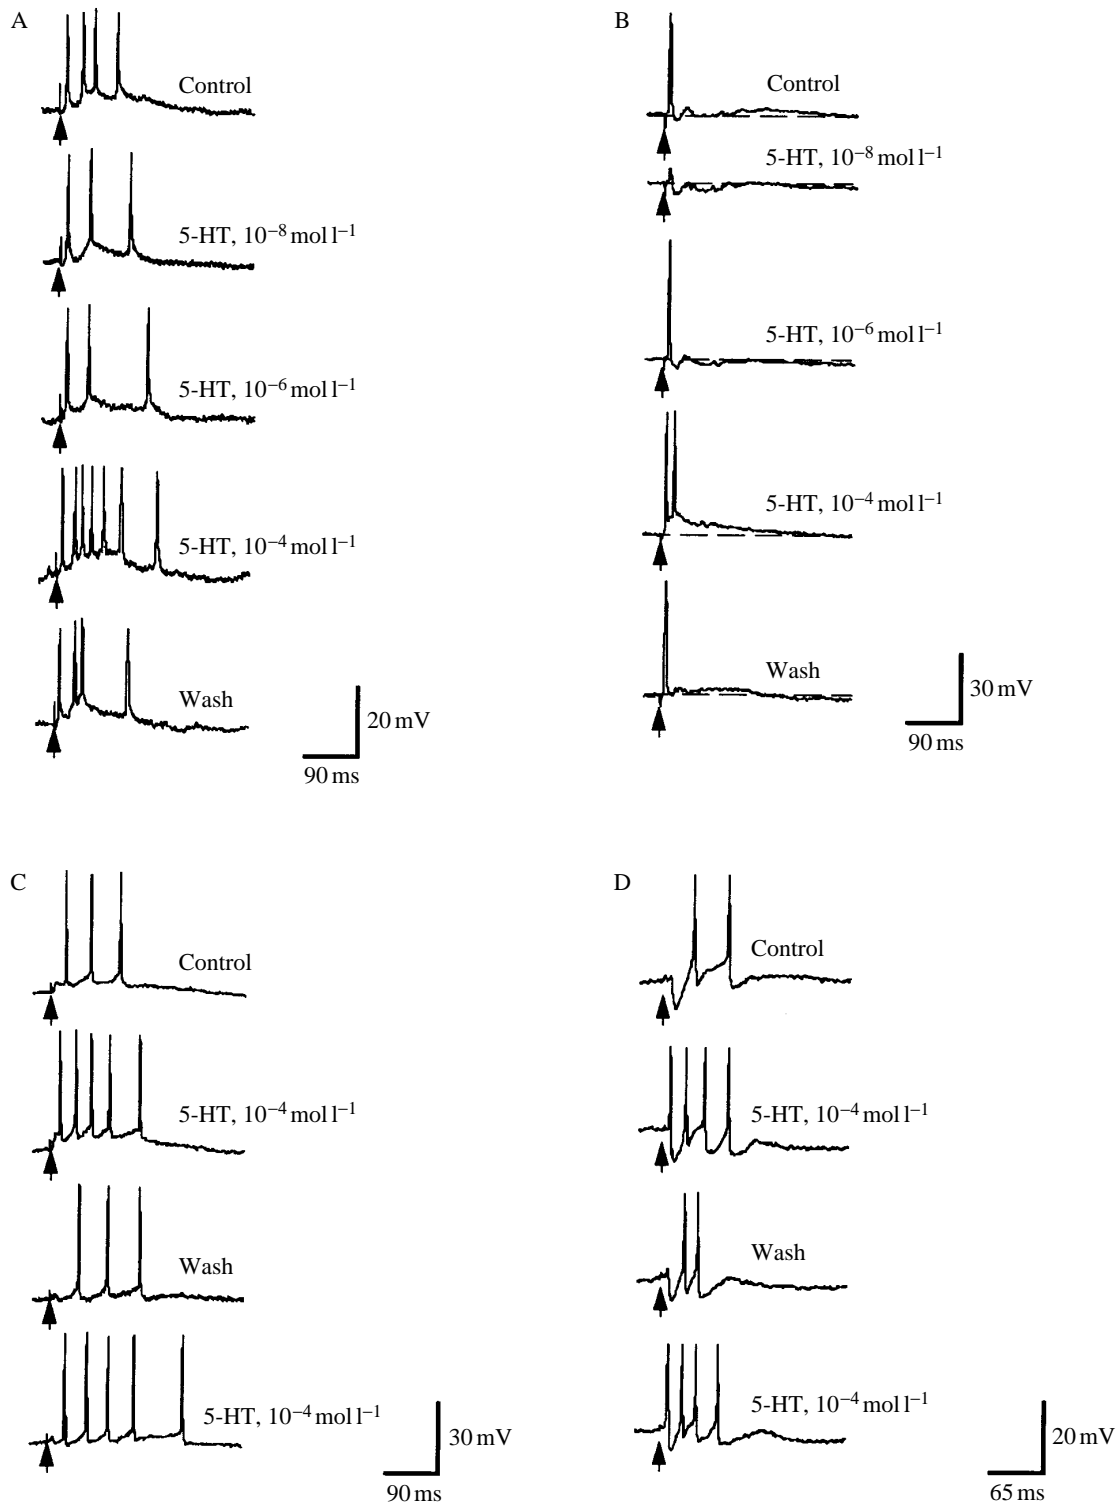 A
Control
5-HT, 10⁻⁸ mol l⁻¹
5-HT, 10⁻⁶ mol l⁻¹
5-HT, 10⁻⁴ mol l⁻¹
Wash
20 mV
90 ms
B
Control
5-HT, 10⁻⁸ mol l⁻¹
5-HT, 10⁻⁶ mol l⁻¹
5-HT, 10⁻⁴ mol l⁻¹
Wash
30 mV
90 ms
C
Control
5-HT, 10⁻⁴ mol l⁻¹
Wash
5-HT, 10⁻⁴ mol l⁻¹
30 mV
90 ms
D
Control
5-HT, 10⁻⁴ mol l⁻¹
Wash
5-HT, 10⁻⁴ mol l⁻¹
20 mV
65 ms